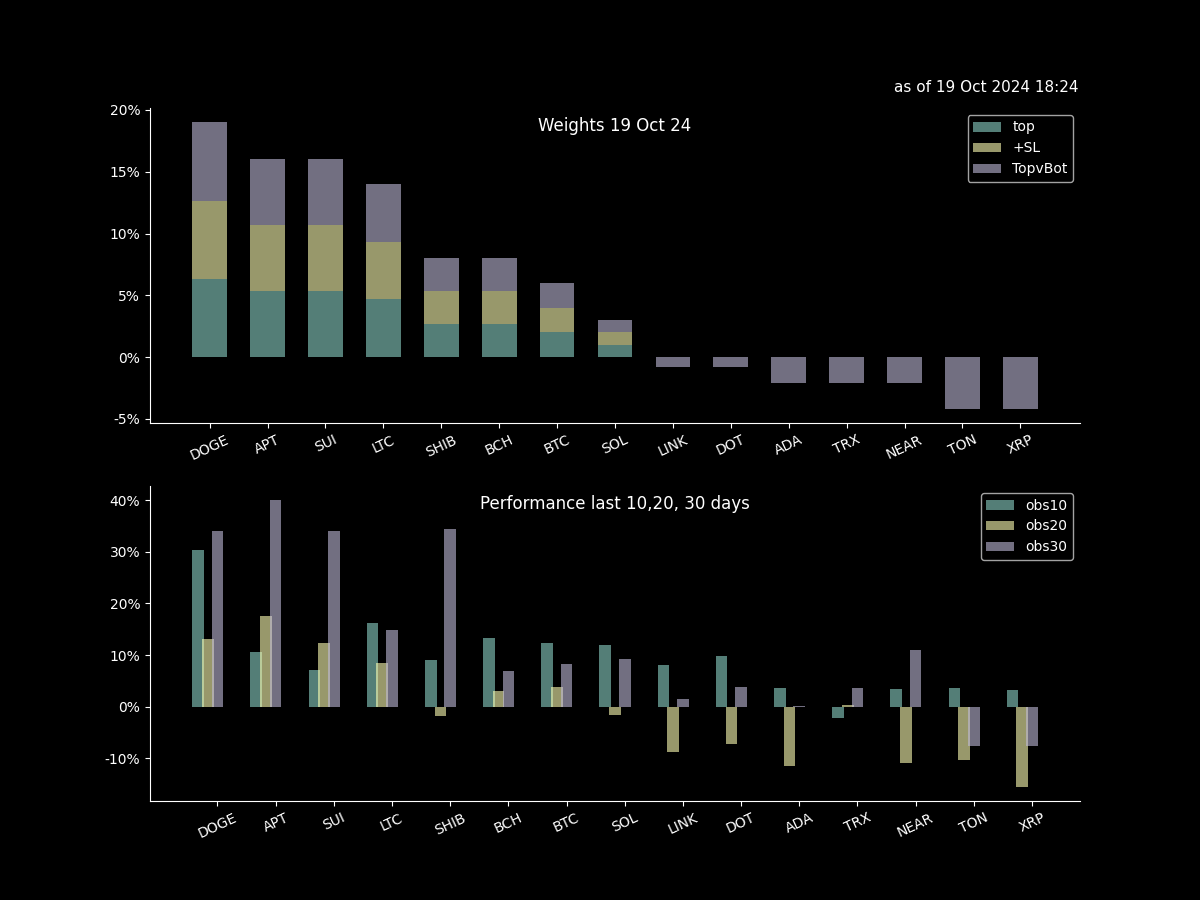 as of 19 Oct 2024 18:24
Weights 19 Oct 24
top
+SL
TopvBot
20%
15%
10%
5%
0%
-5%
DOGE APT SUI LTC SHIB BCH BTC SOL LINK DOT ADA TRX NEAR TON XRP
Performance last 10,20, 30 days
obs10
obs20
obs30
40%
30%
20%
10%
0%
-10%
DOGE APT SUI LTC SHIB BCH BTC SOL LINK DOT ADA TRX NEAR TON XRP